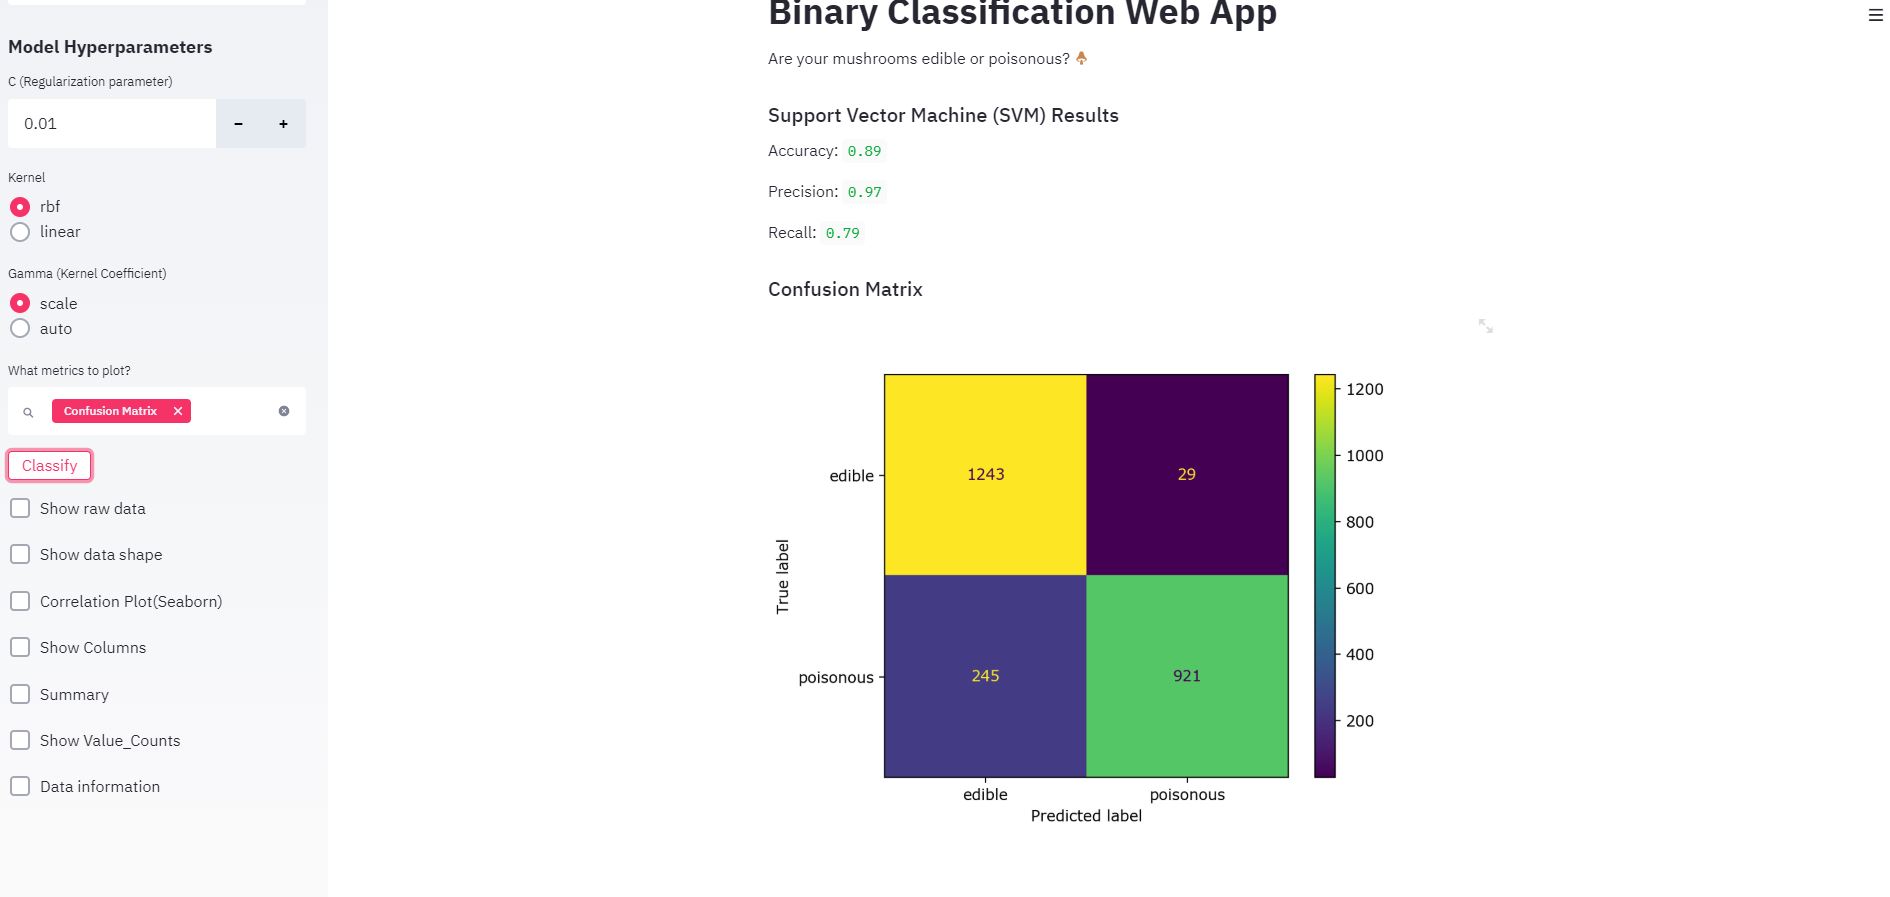 Model Hyperparameters
C (Regularization parameter)
0.01
Kernel
rbf
linear
Gamma (Kernel Coefficient)
scale
auto
What metrics to plot?
Confusion Matrix
Classify
Show raw data
Show data shape
Correlation Plot(Seaborn)
Show Columns
Summary
Show Value_Counts
Data information
Binary Classification Web App
Are your mushrooms edible or poisonous?
Support Vector Machine (SVM) Results
Accuracy: 0.89
Precision: 0.97
Recall: 0.79
Confusion Matrix
True label
edible
poisonous
1243
29
245
921
edible
poisonous
Predicted label
1200
1000
800
600
400
200